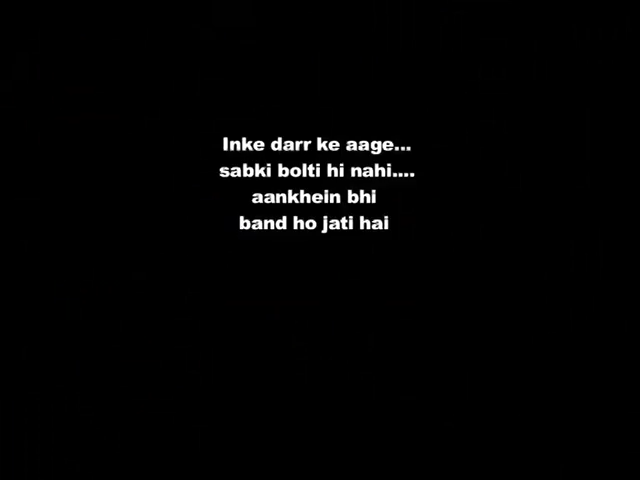 Inke darr ke aage...
sabki bolti hi nahi....
aankhein bhi
band ho jati hai